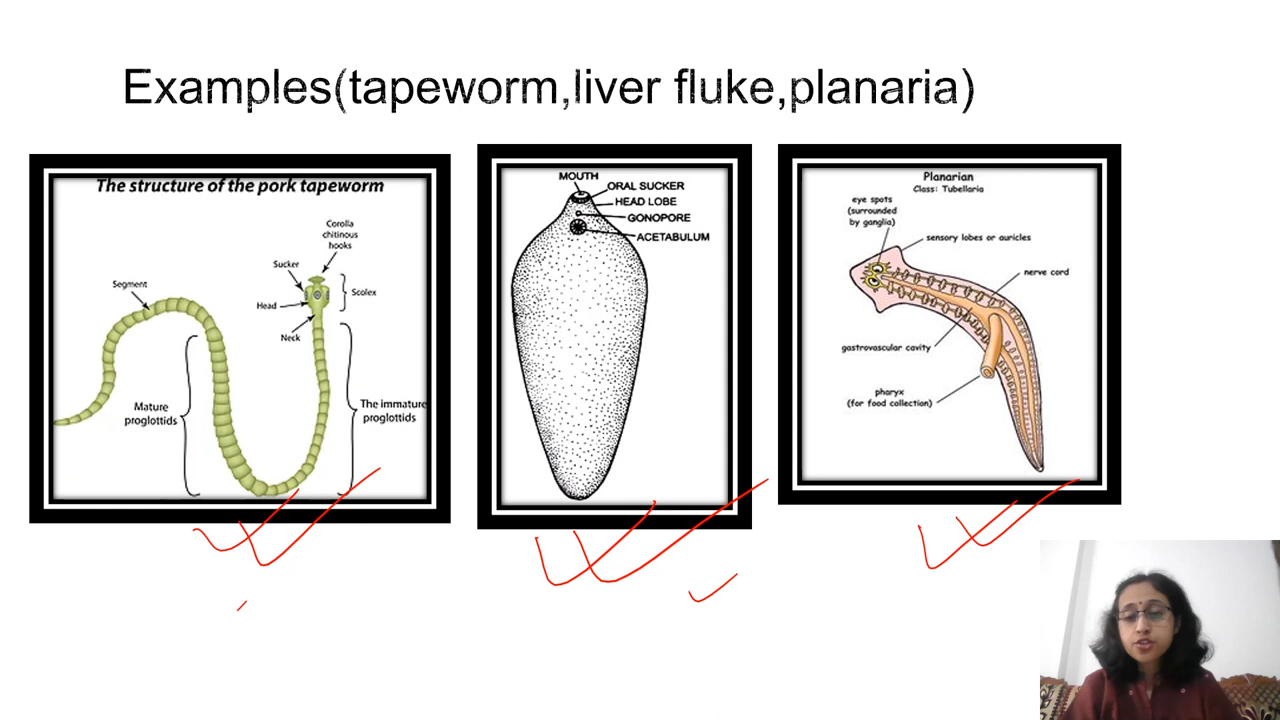 Examples(tapeworm,liver fluke,planaria)
The structure of the pork tapeworm
Corolla
chitinous
hooks
Sucker
Scolex
Segment
Head
Neck
Mature
proglottids
The immature
proglottids
MOUTH
ORAL SUCKER
HEAD LOBE
GONOPORE
ACETABULUM
Planarian
Class: Tubellaria
eye spots
(surrounded
by ganglia)
sensory lobes or auricles
nerve cord
gastrovascular cavity
pharyx
(for food collection)